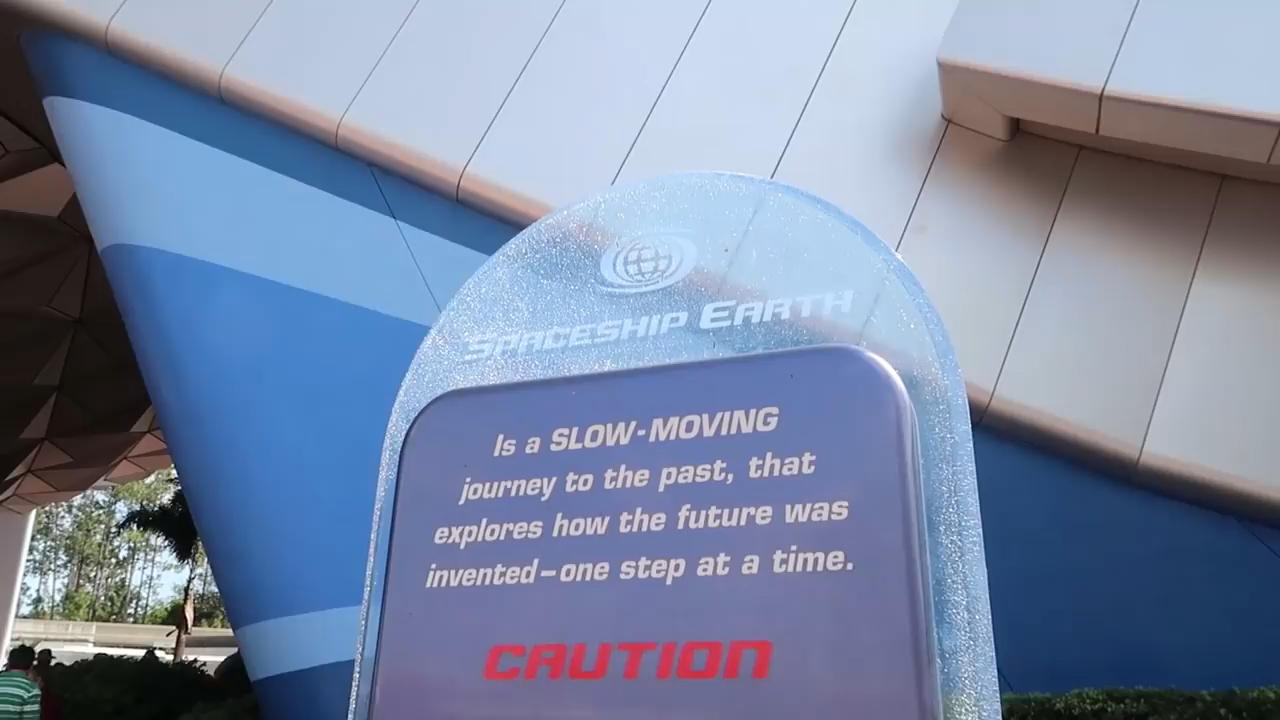 SPACESHIP EARTH
Is a SLOW-MOVING
journey to the past, that
explores how the future was
invented–one step at a time.
CAUTION